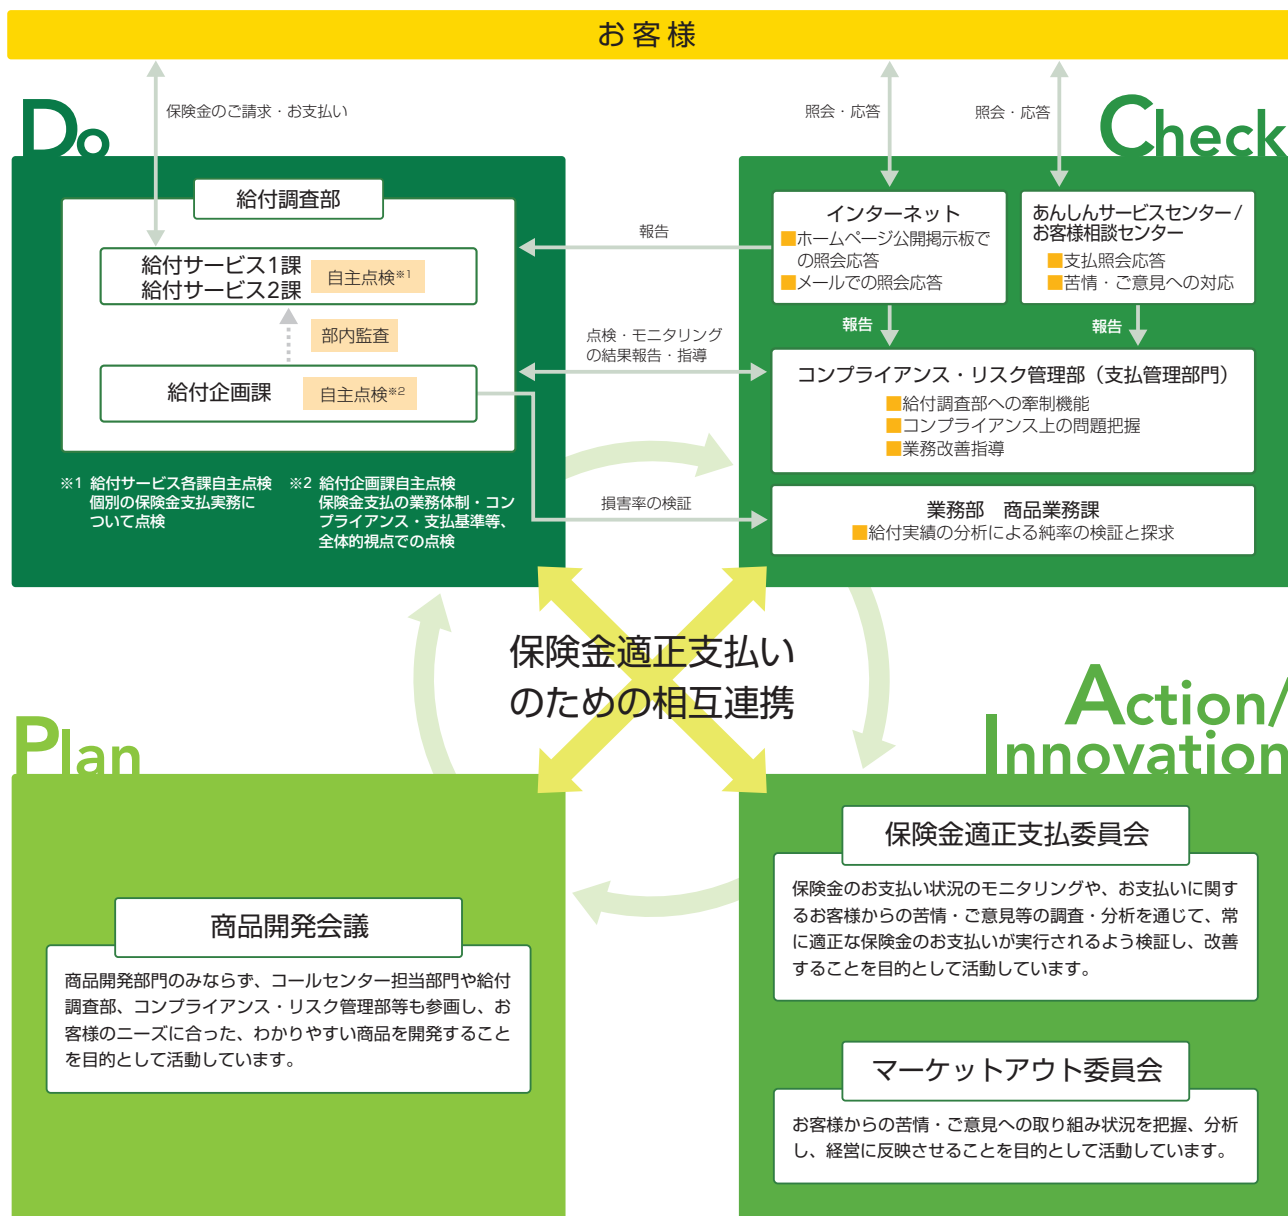 お客様
保険金のご請求・お支払い
照会・応答
照会・応答
Do
Check
給付調査部
給付サービス1課
給付サービス2課
自主点検※1
部内監査
給付企画課
自主点検※2
※1 給付サービス各課自主点検
個別の保険金支払実務に
ついて点検
※2 給付企画課自主点検
保険金支払の業務体制・コン
プライアンス・支払基準等、
全体的視点での点検
報告
点検・モニタリング
の結果報告・指導
損害率の検証
インターネット
■ホームページ公開掲示板で
の照会応答
■メールでの照会応答
あんしんサービスセンター/
お客様相談センター
■支払照会応答
■苦情・ご意見への対応
報告
報告
コンプライアンス・リスク管理部（支払管理部門）
■給付調査部への牽制機能
■コンプライアンス上の問題把握
■業務改善指導
業務部 商品業務課
■給付実績の分析による純率の検証と探求
保険金適正支払い
のための相互連携
Plan
Action/
Innovation
商品開発会議
商品開発部門のみならず、コールセンター担当部門や給付
調査部、コンプライアンス・リスク管理部等も参画し、お
客様のニーズに合った、わかりやすい商品を開発すること
を目的として活動しています。
保険金適正支払委員会
保険金のお支払い状況のモニタリングや、お支払いに関す
るお客様からの苦情・ご意見等の調査・分析を通じて、常
に適正な保険金のお支払いが実行されるよう検証し、改善
することを目的として活動しています。
マーケットアウト委員会
お客様からの苦情・ご意見への取り組み状況を把握、分析
し、経営に反映させることを目的として活動しています。